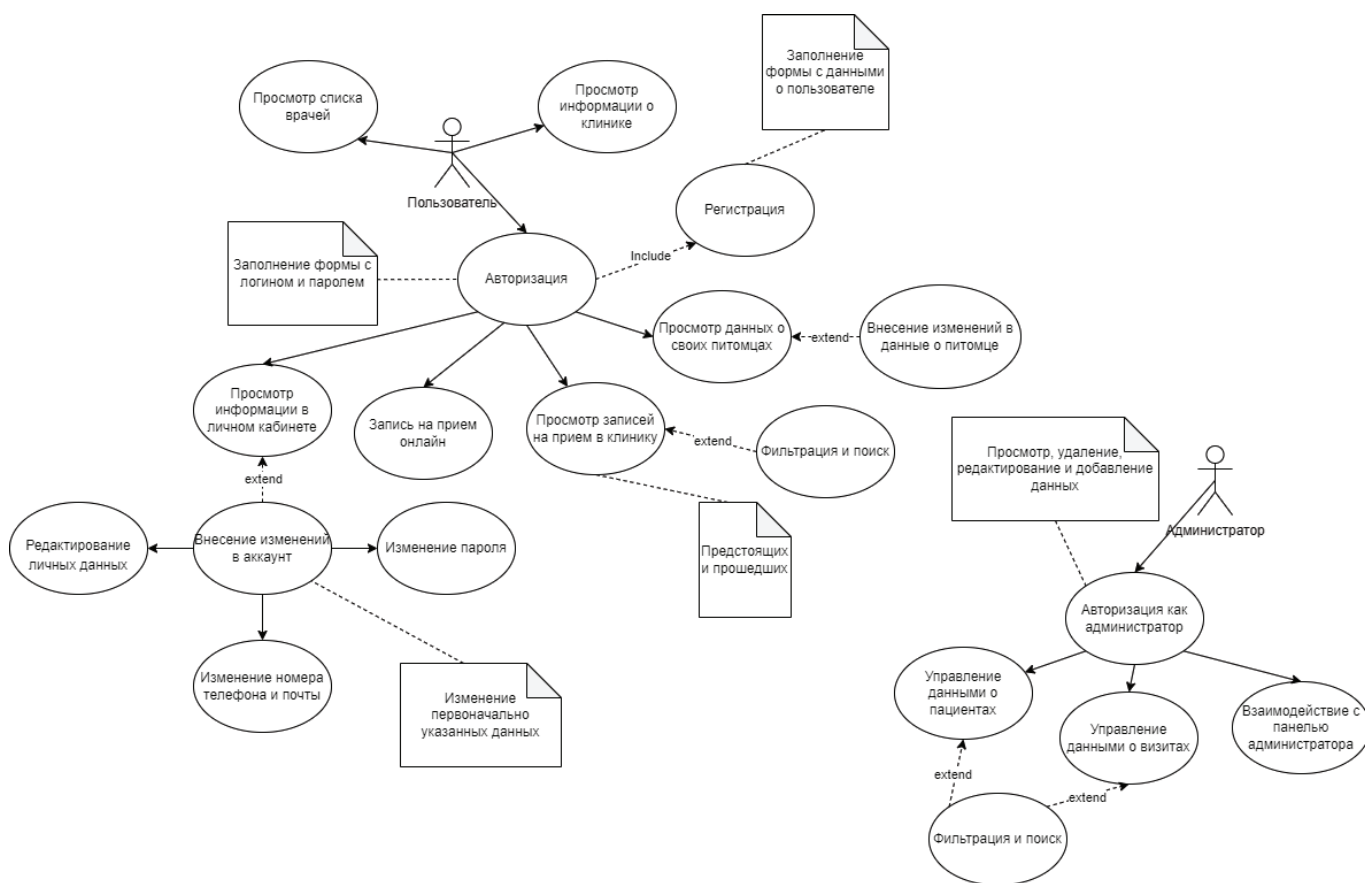 Заполнение
формы с данными
о пользователе
Просмотр списка
врачей
Просмотр
информации о
клинике
Пользователь
Регистрация
Заполнение формы с
логином и паролем
Авторизация
Include
Просмотр данных о
своих питомцах
extend
Внесение изменений в
данные о питомце
Просмотр
информации в
личном кабинете
Запись на прием
онлайн
Просмотр записей
на прием в клинику
extend
Фильтрация и поиск
Просмотр, удаление,
редактирование и добавление
данных
Администратор
extend
Редактирование
личных данных
Внесение изменений
в аккаунт
Изменение пароля
Предстоящих
и прошедших
Авторизация как
администратор
Изменение номера
телефона и почты
Изменение
первоначально
указанных данных
Управление
данными о
пациентах
Управление
данными о визитах
Взаимодействие с
панелью
администратора
extend
extend
Фильтрация и поиск